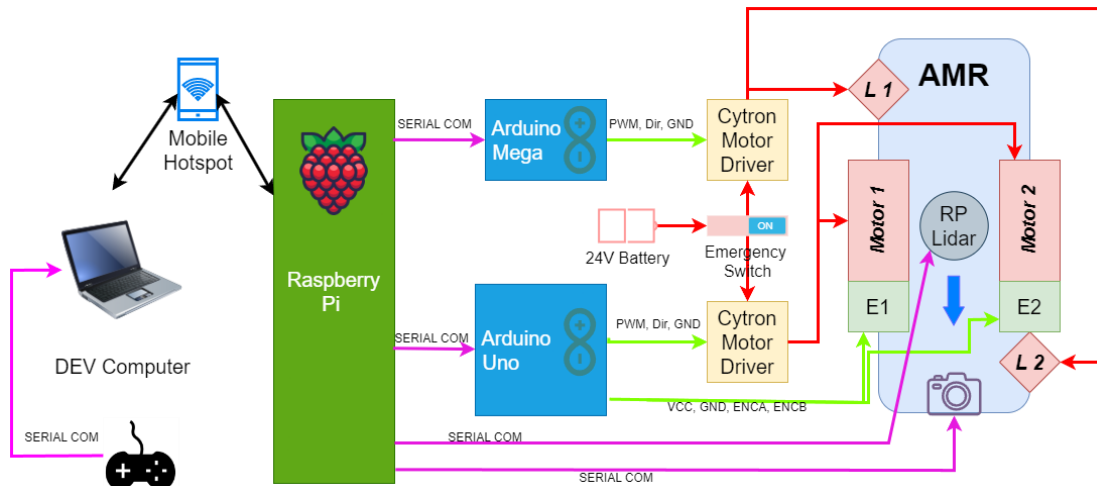 AMR
L 1
Mobile
Hotspot
SERIAL COM
Arduino
Mega
PWM, Dir, GND
Cytron
Motor
Driver
Motor 1
Motor 2
RP
Lidar
ON
24V Battery
Emergency
Switch
Raspberry
Pi
E1
E2
SERIAL COM
Arduino
Uno
PWM, Dir, GND
Cytron
Motor
Driver
L 2
DEV Computer
VCC, GND, ENCA, ENCB
SERIAL COM
SERIAL COM
SERIAL COM